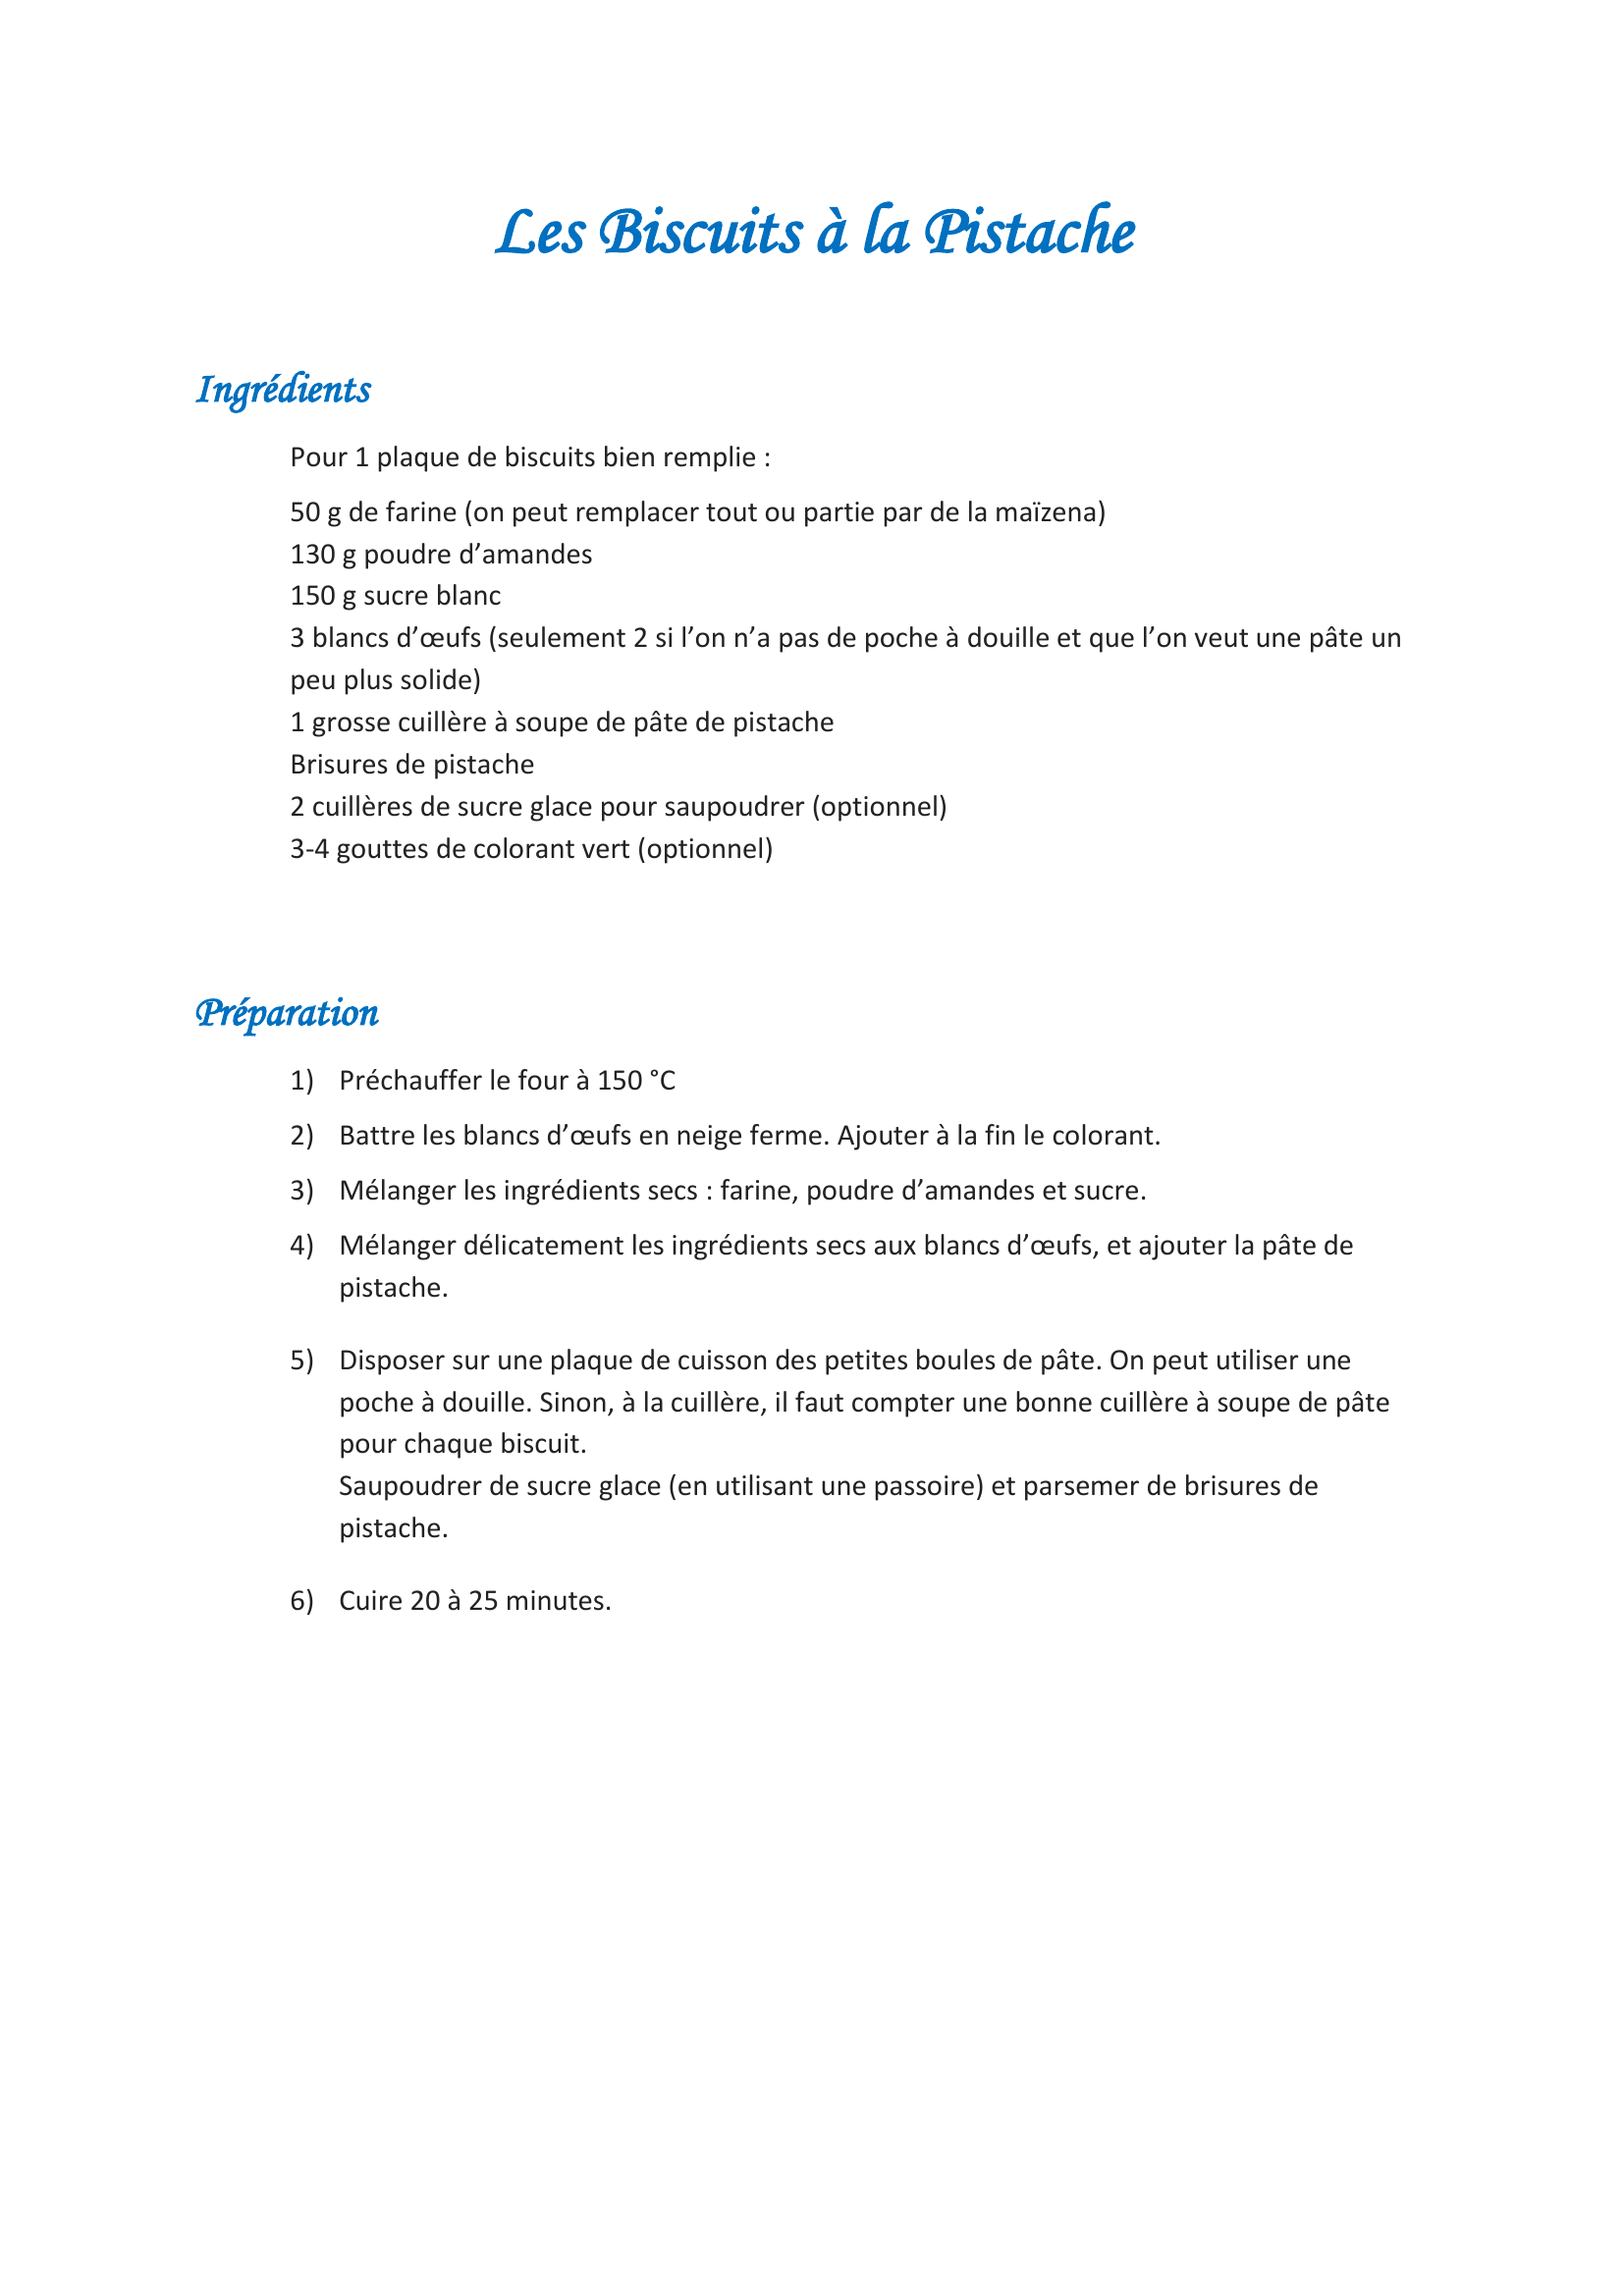 Les Biscuits à la Pistache
Ingrédients
Pour 1 plaque de biscuits bien remplie :
50 g de farine (on peut remplacer tout ou partie par de la maïzena)
130 g poudre d’amandes
150 g sucre blanc
3 blancs d’œufs (seulement 2 si l’on n’a pas de poche à douille et que l’on veut une pâte un
peu plus solide)
1 grosse cuillère à soupe de pâte de pistache
Brisures de pistache
2 cuillères de sucre glace pour saupoudrer (optionnel)
3-4 gouttes de colorant vert (optionnel)
Préparation
1) Préchauffer le four à 150 °C
2) Battre les blancs d’œufs en neige ferme. Ajouter à la fin le colorant.
3) Mélanger les ingrédients secs : farine, poudre d’amandes et sucre.
4) Mélanger délicatement les ingrédients secs aux blancs d’œufs, et ajouter la pâte de
pistache.
5) Disposer sur une plaque de cuisson des petites boules de pâte. On peut utiliser une
poche à douille. Sinon, à la cuillère, il faut compter une bonne cuillère à soupe de pâte
pour chaque biscuit.
Saupoudrer de sucre glace (en utilisant une passoire) et parsemer de brisures de
pistache.
6) Cuire 20 à 25 minutes.